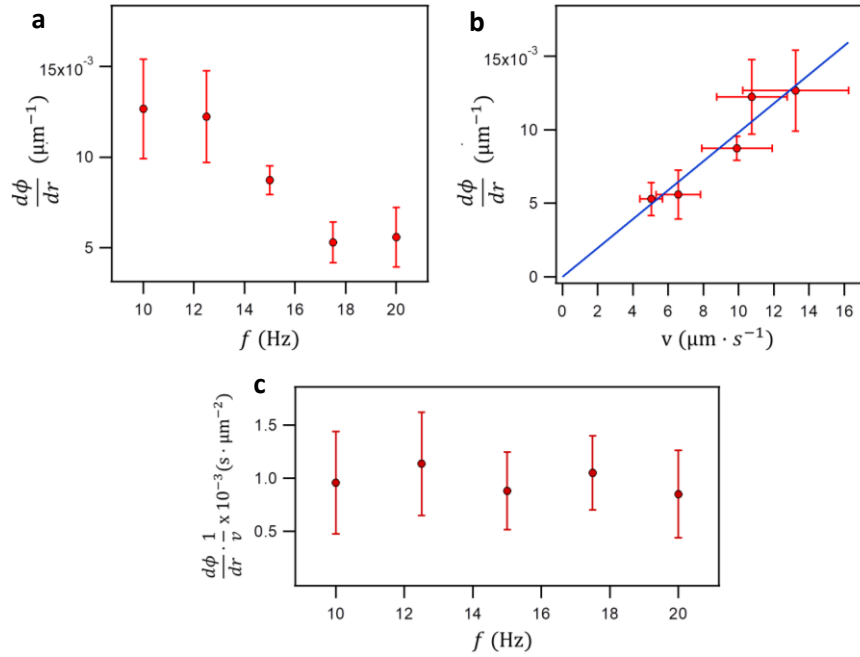 a
15x10⁻³
10
5
dϕ/dr (μm⁻¹)
10 12 14 16 18 20
f (Hz)
b
15x10⁻³
10
5
0
dϕ/dr (μm⁻¹)
0 2 4 6 8 10 12 14 16
v (μm · s⁻¹)
c
1.5
1.0
0.5
dϕ/dr · 1/v x 10⁻³ (s · μm⁻²)
10 12 14 16 18 20
f (Hz)